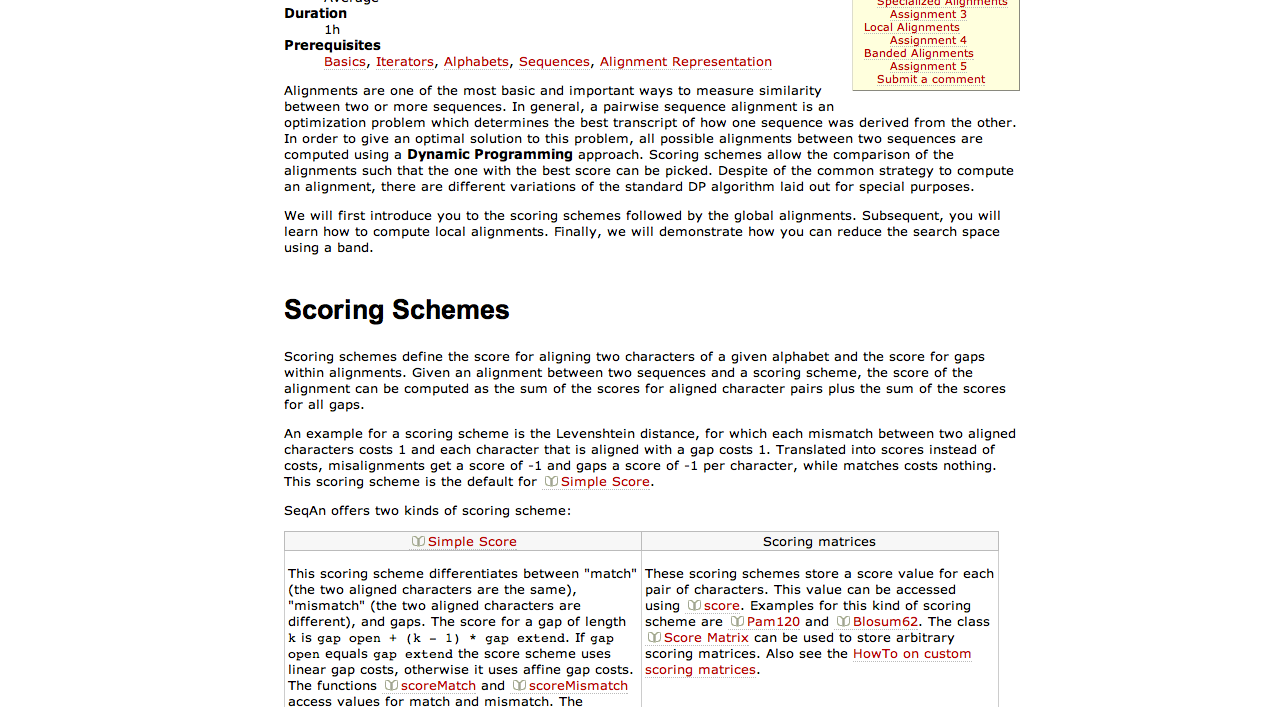 Average
Duration
1h
Prerequisites
Basics, Iterators, Alphabets, Sequences, Alignment Representation
Specialized Alignments
Assignment 3
Local Alignments
Assignment 4
Banded Alignments
Assignment 5
Submit a comment
Alignments are one of the most basic and important ways to measure similarity
between two or more sequences. In general, a pairwise sequence alignment is an
optimization problem which determines the best transcript of how one sequence was derived from the other.
In order to give an optimal solution to this problem, all possible alignments between two sequences are
computed using a Dynamic Programming approach. Scoring schemes allow the comparison of the
alignments such that the one with the best score can be picked. Despite of the common strategy to compute
an alignment, there are different variations of the standard DP algorithm laid out for special purposes.
We will first introduce you to the scoring schemes followed by the global alignments. Subsequent, you will
learn how to compute local alignments. Finally, we will demonstrate how you can reduce the search space
using a band.
Scoring Schemes
Scoring schemes define the score for aligning two characters of a given alphabet and the score for gaps
within alignments. Given an alignment between two sequences and a scoring scheme, the score of the
alignment can be computed as the sum of the scores for aligned character pairs plus the sum of the scores
for all gaps.
An example for a scoring scheme is the Levenshtein distance, for which each mismatch between two aligned
characters costs 1 and each character that is aligned with a gap costs 1. Translated into scores instead of
costs, misalignments get a score of -1 and gaps a score of -1 per character, while matches costs nothing.
This scoring scheme is the default for Simple Score.
SeqAn offers two kinds of scoring scheme:
Simple Score
This scoring scheme differentiates between "match"
(the two aligned characters are the same),
"mismatch" (the two aligned characters are
different), and gaps. The score for a gap of length
k is gap open + (k - 1) * gap extend. If gap
open equals gap extend the score scheme uses
linear gap costs, otherwise it uses affine gap costs.
The functions scoreMatch and scoreMismatch
access values for match and mismatch. The
Scoring matrices
These scoring schemes store a score value for each
pair of characters. This value can be accessed
using score. Examples for this kind of scoring
scheme are Pam120 and Blosum62. The class
Score Matrix can be used to store arbitrary
scoring matrices. Also see the HowTo on custom
scoring matrices.